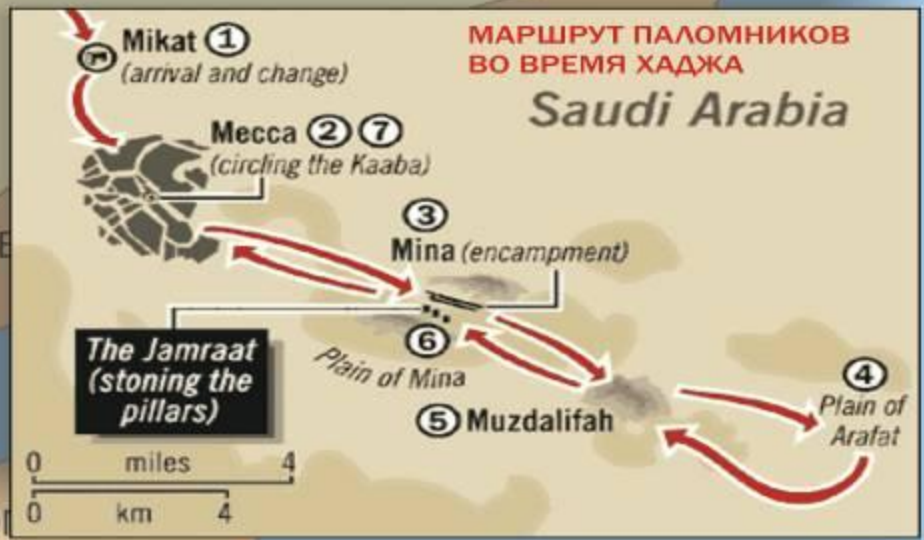 МАРШРУТ ПАЛОМНИКОВ
ВО ВРЕМЯ ХАДЖА
Saudi Arabia
Mikat 1
(arrival and change)
Mecca 2 7
(circling the Kaaba)
3
Mina (encampment)
The Jamraat
(stoning the
pillars)
6
Plain of Mina
5 Muzdalifah
4
Plain of
Arafat
0 miles 4
0 km 4